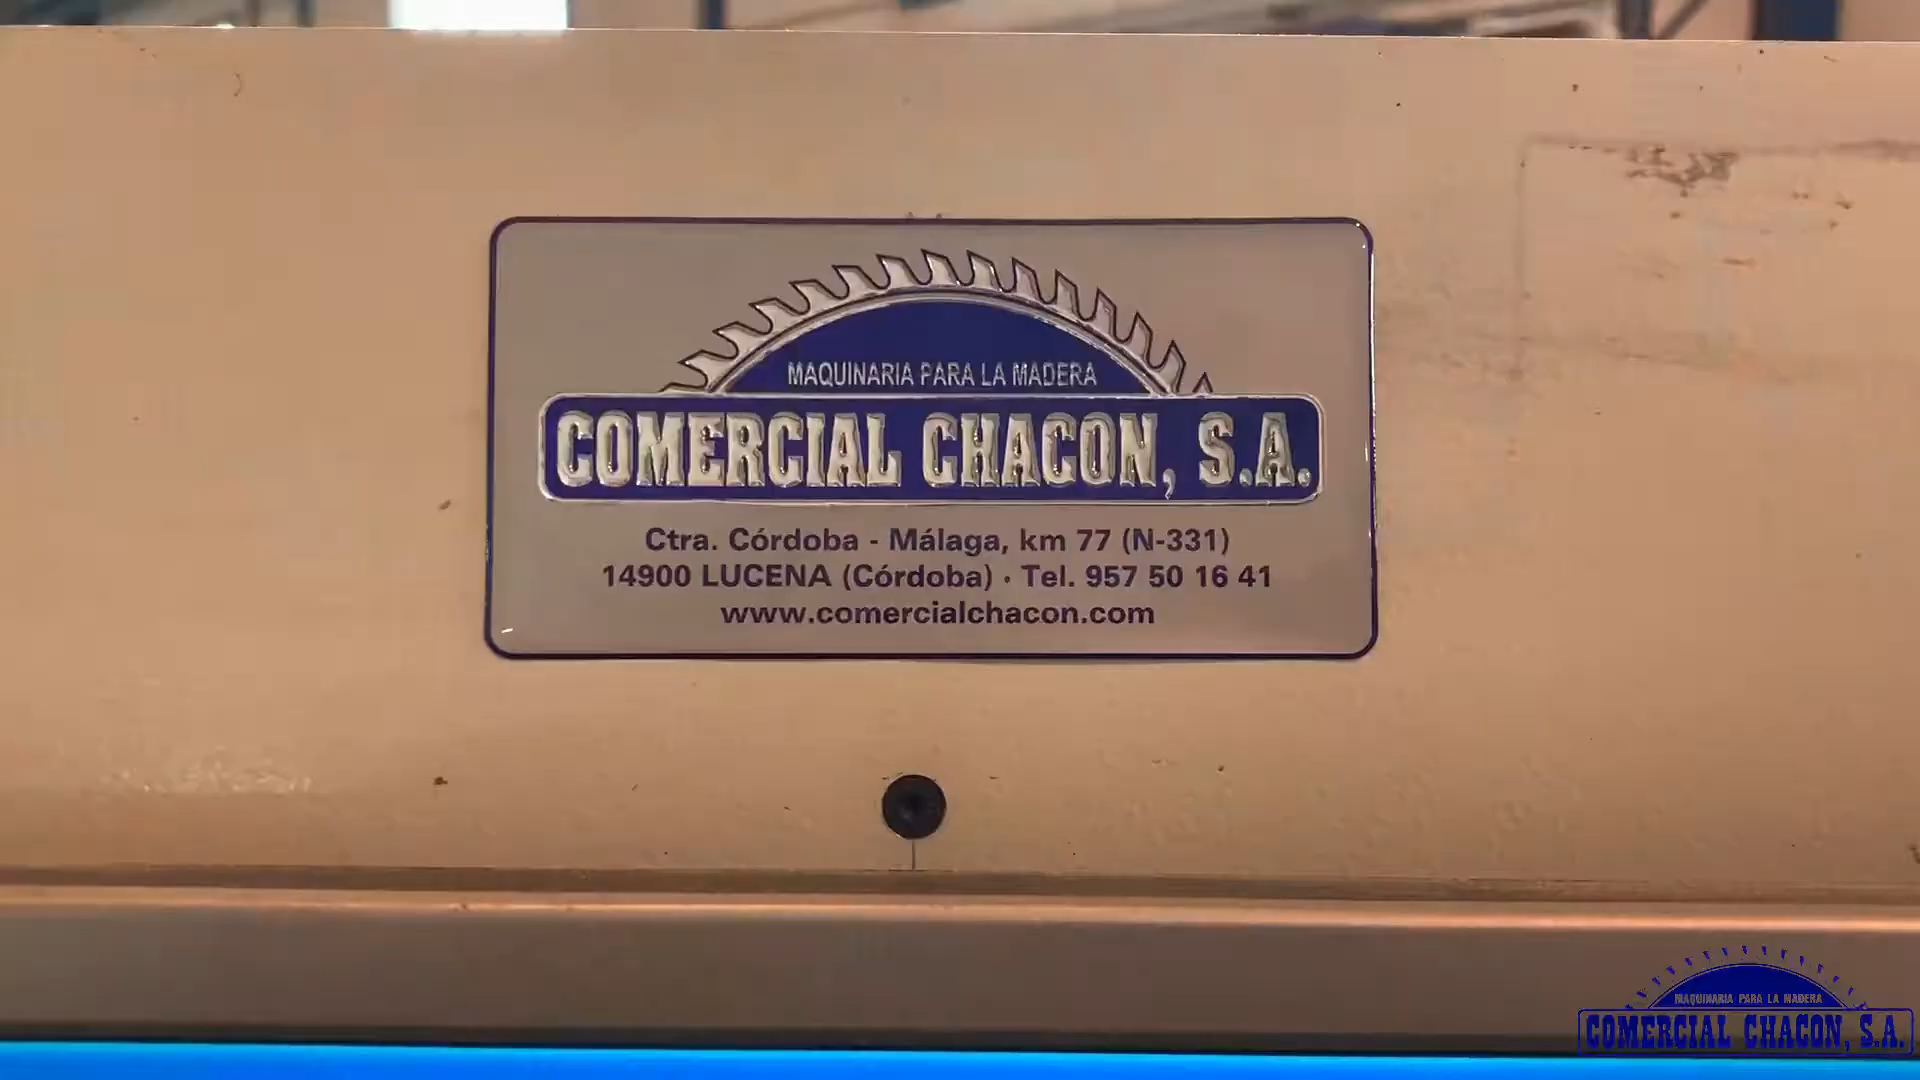 MAQUINARIA PARA LA MADERA
COMERCIAL CHACON, S.A.
Ctra. Córdoba - Málaga, km 77 (N-331)
14900 LUCENA (Córdoba) · Tel. 957 50 16 41
www.comercialchacon.com
MAQUINARIA PARA LA MADERA
COMERCIAL CHACON, S.A.